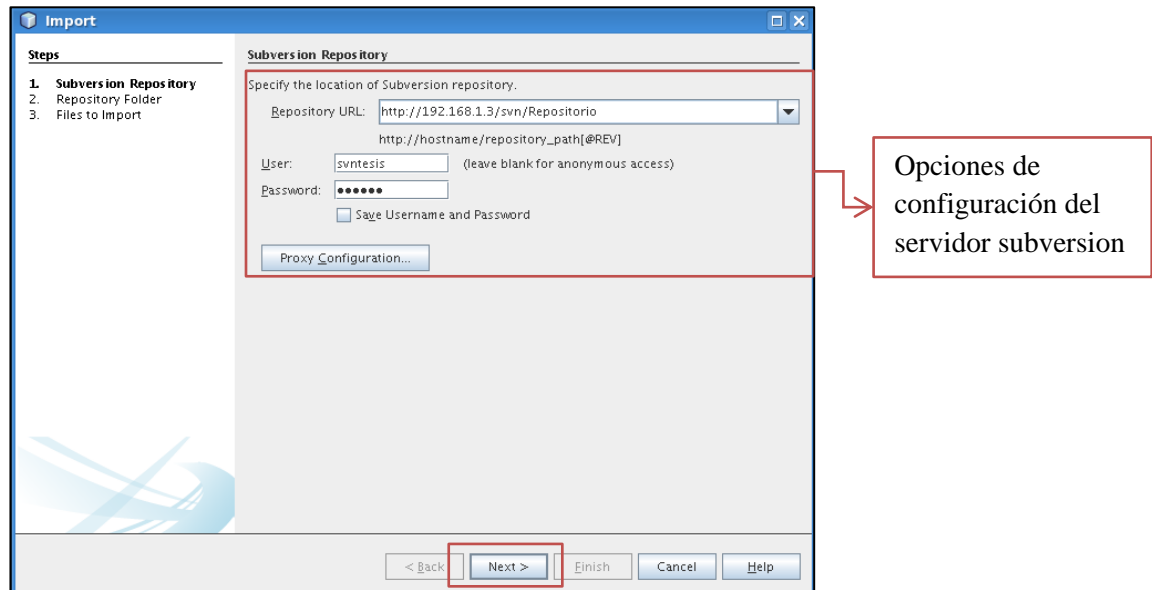 Import
Steps
1. Subversion Repository
2. Repository Folder
3. Files to Import
Subversion Repository
Specify the location of Subversion repository.
Repository URL: http://192.168.1.3/svn/Repositorio
http://hostname/repository_path[@REV]
User: svntesis (leave blank for anonymous access)
Password: ●●●●●●
Save Username and Password
Proxy Configuration...
< Back Next > Finish Cancel Help
Opciones de
configuración del
servidor subversion